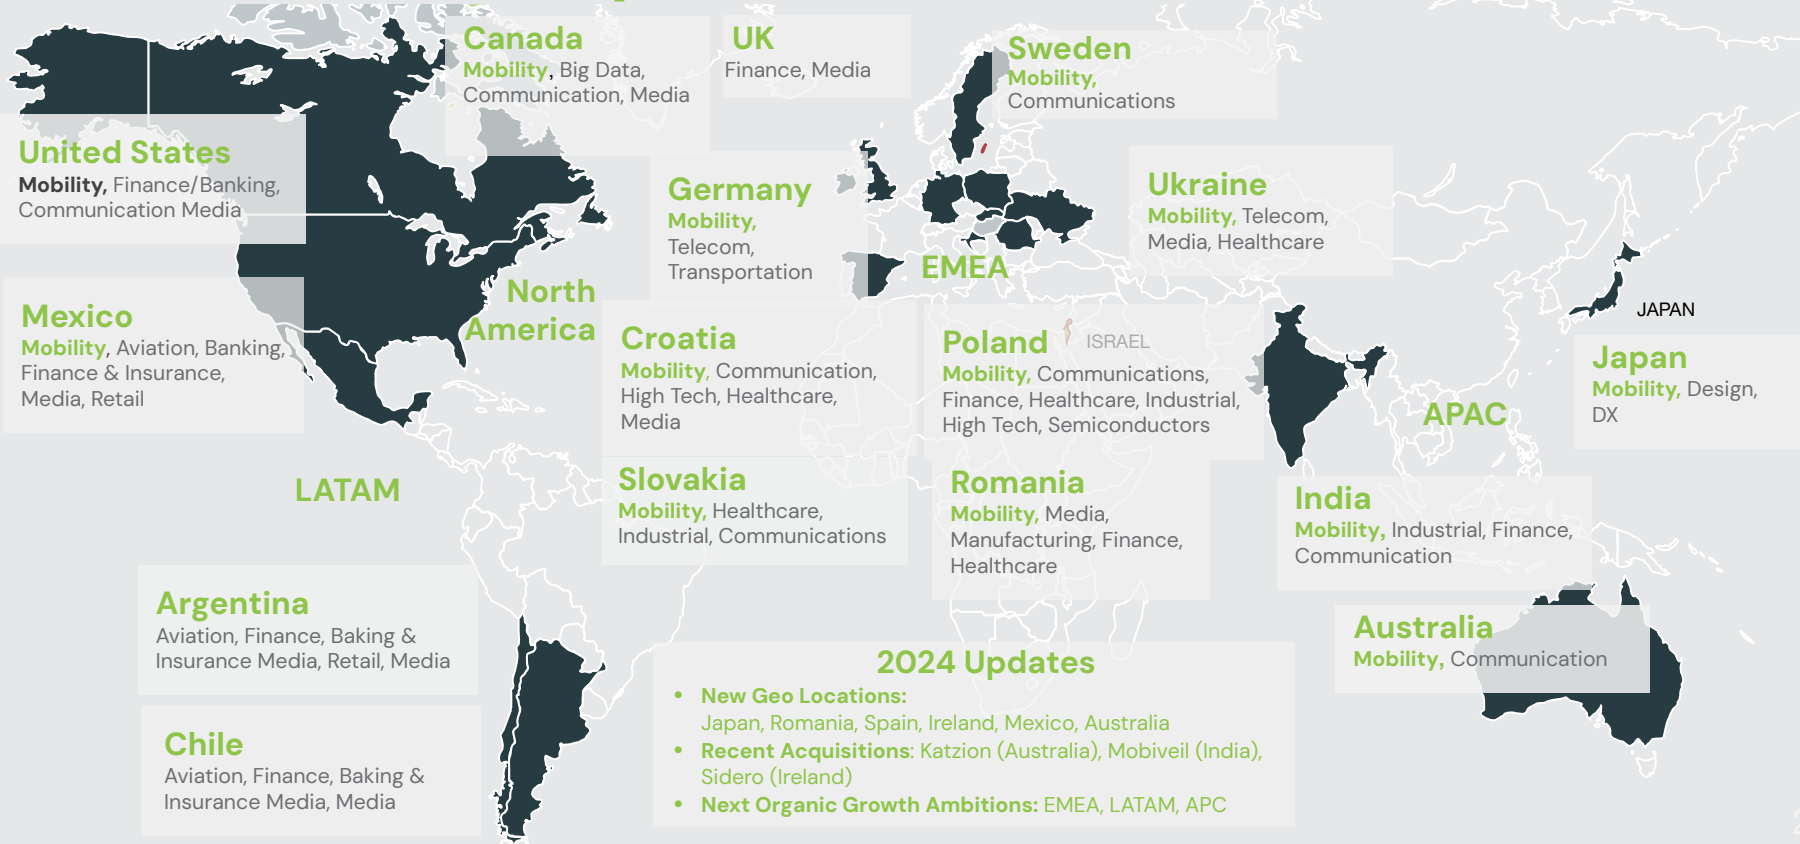 Canada
Mobility, Big Data,
Communication, Media
UK
Finance, Media
Sweden
Mobility,
Communications
United States
Mobility, Finance/Banking,
Communication Media
Germany
Mobility,
Telecom,
Transportation
Ukraine
Mobility, Telecom,
Media, Healthcare
EMEA
North
America
Mexico
Mobility, Aviation, Banking,
Finance & Insurance,
Media, Retail
Croatia
Mobility, Communication,
High Tech, Healthcare,
Media
Poland
Mobility, Communications,
Finance, Healthcare, Industrial,
High Tech, Semiconductors
ISRAEL
JAPAN
Japan
Mobility, Design,
DX
APAC
LATAM
Slovakia
Mobility, Healthcare,
Industrial, Communications
Romania
Mobility, Media,
Manufacturing, Finance,
Healthcare
India
Mobility, Industrial, Finance,
Communication
Argentina
Aviation, Finance, Baking &
Insurance Media, Retail, Media
Australia
Mobility, Communication
Chile
Aviation, Finance, Baking &
Insurance Media, Media
2024 Updates
• New Geo Locations:
Japan, Romania, Spain, Ireland, Mexico, Australia
• Recent Acquisitions: Katzion (Australia), Mobiveil (India),
Sidero (Ireland)
• Next Organic Growth Ambitions: EMEA, LATAM, APC